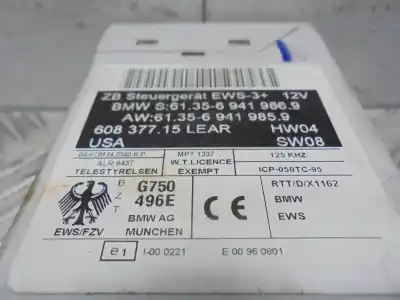 ZB Steuergerät EWS-3+ 12V
BMW S:61.35-6 941 986.9
AW:61.35-6 941 985.9
608 377.15 LEAR HW04
USA SW08
MPT 1337 125 KHZ
W.T.LICENCE EXEMPT
TELESTYRELSEN
ICP-050TC-95
B Z T G750 496E
BMW AG MÜNCHEN
EWS/FZV
CE
RTT/D/X1162
BMW
EWS
e1 I-00 0221 E 00 96 0801